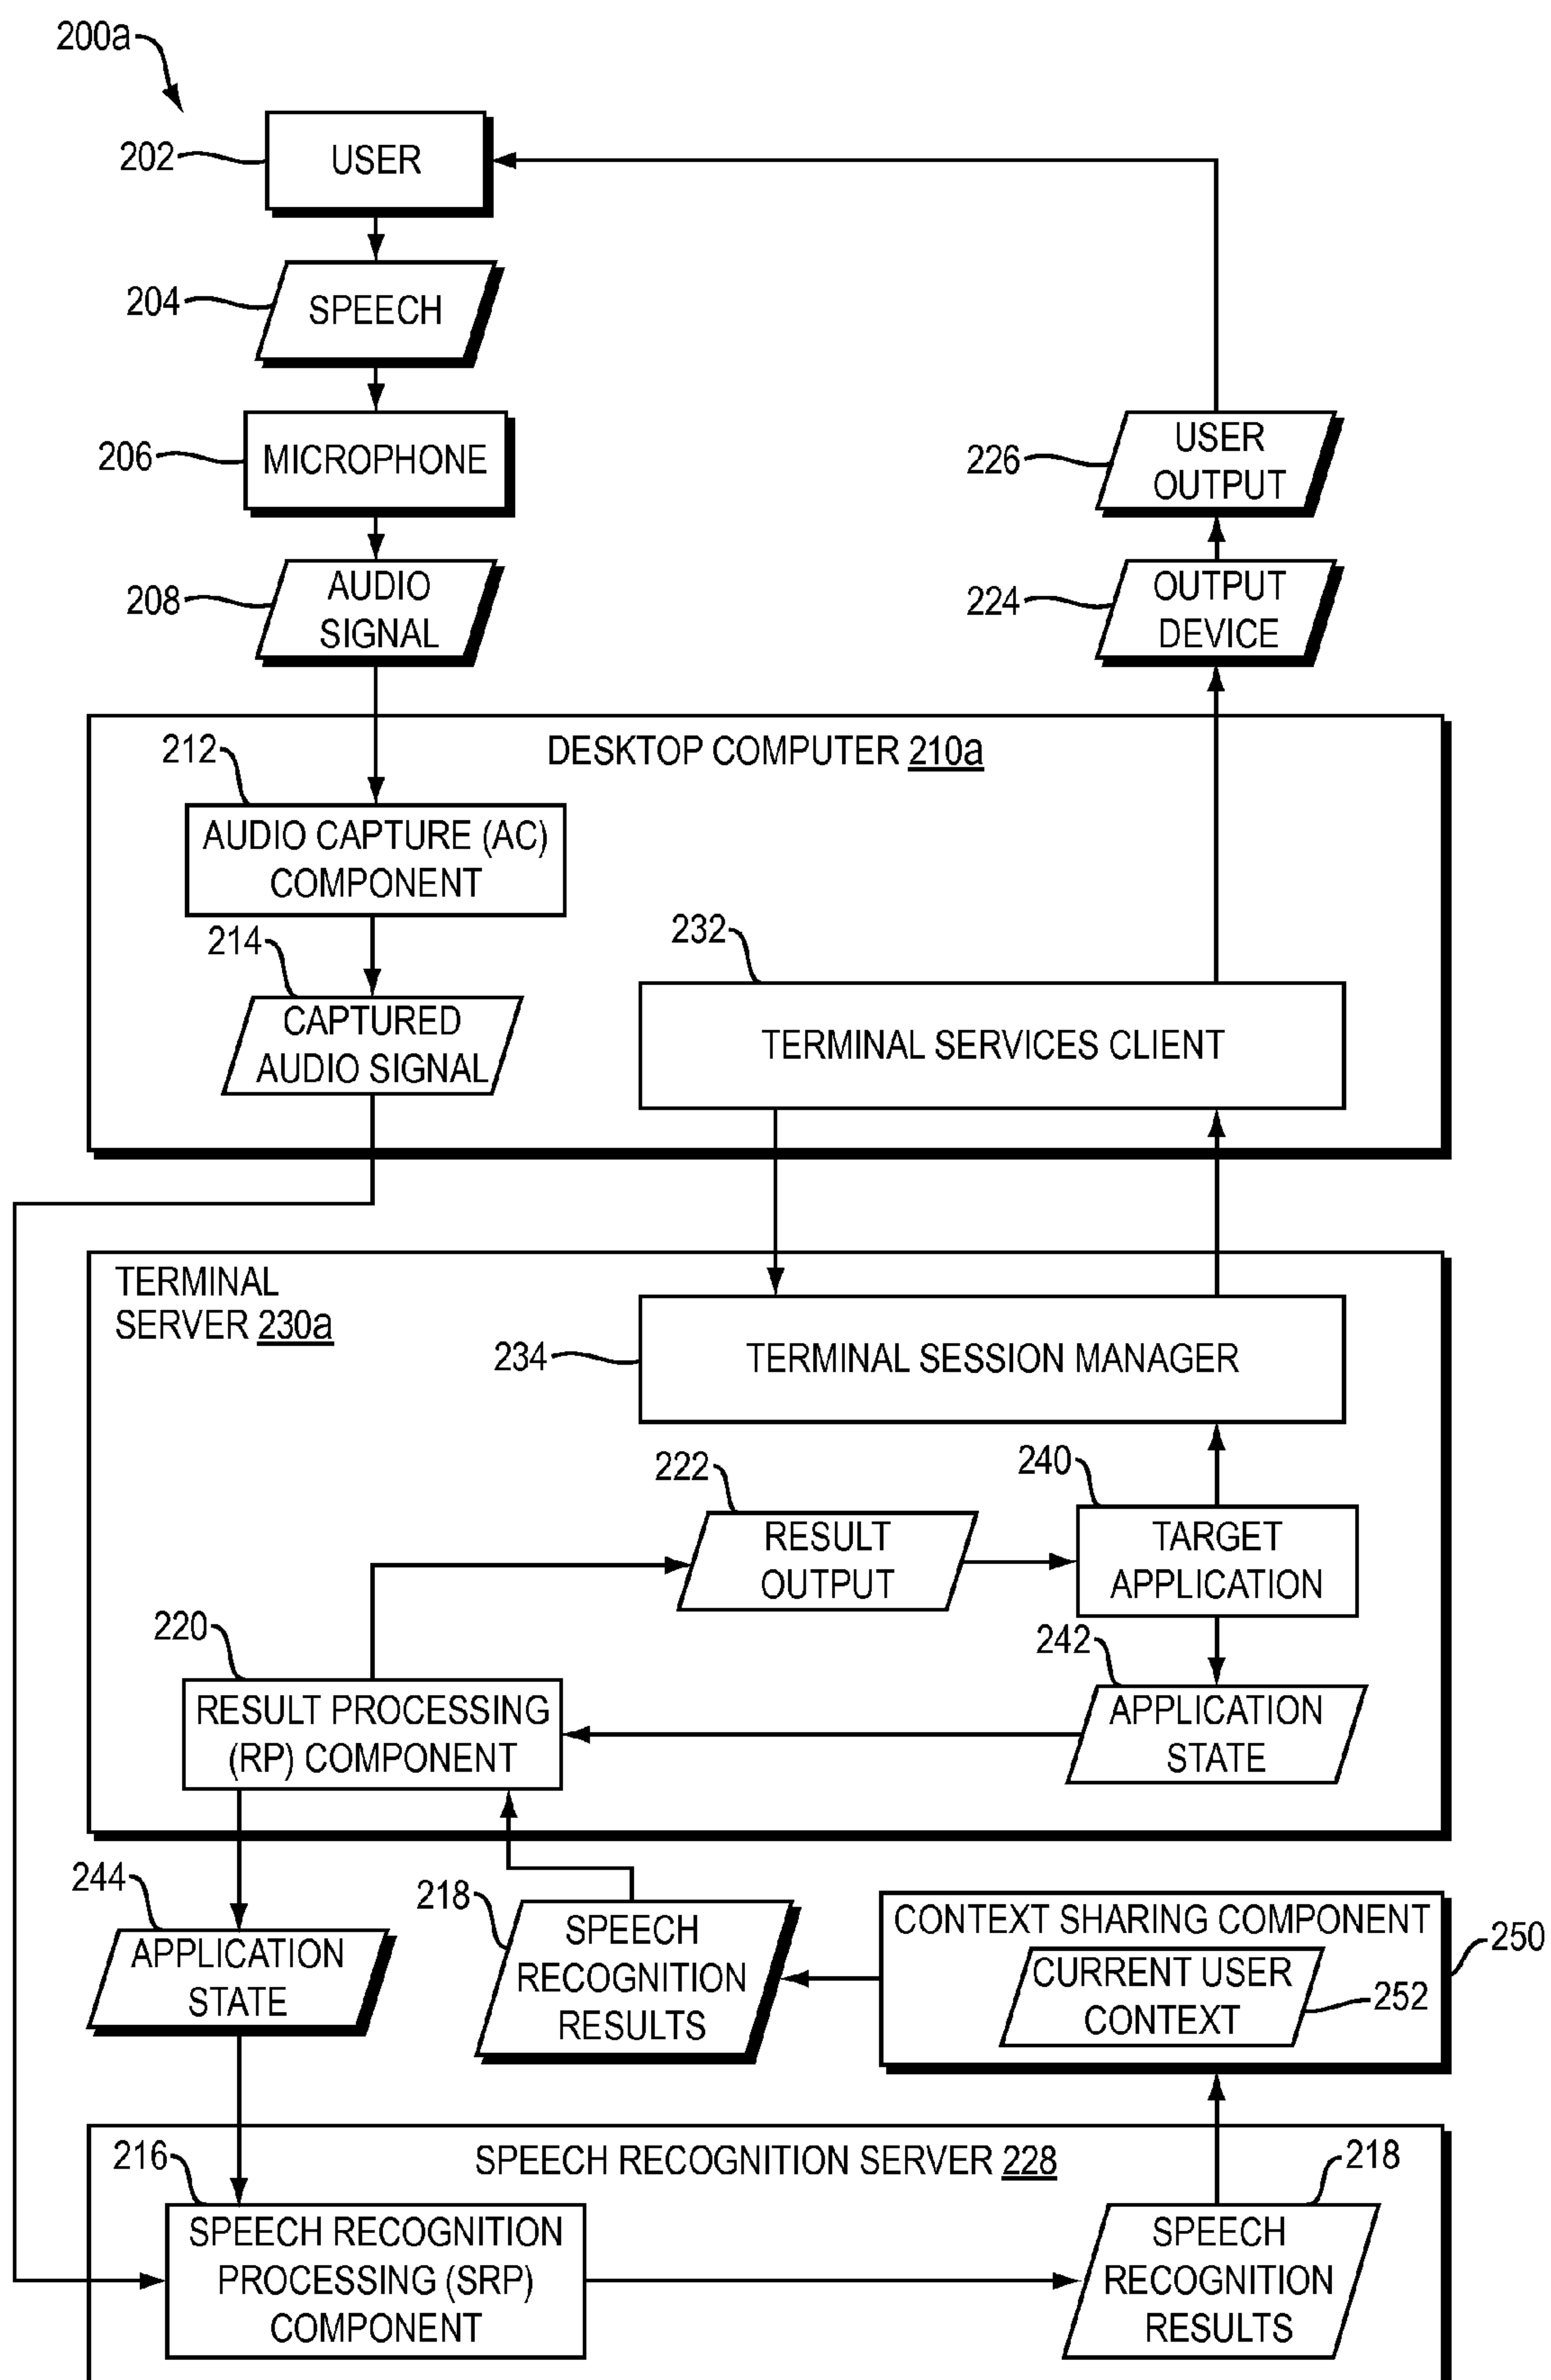 200a
202
USER
204
SPEECH
206
MICROPHONE
226
USER
OUTPUT
208
AUDIO
SIGNAL
224
OUTPUT
DEVICE
DESKTOP COMPUTER 210a
212
AUDIO CAPTURE (AC)
COMPONENT
214
CAPTURED
AUDIO SIGNAL
232
TERMINAL SERVICES CLIENT
TERMINAL
SERVER 230a
234
TERMINAL SESSION MANAGER
222
RESULT
OUTPUT
240
TARGET
APPLICATION
220
RESULT PROCESSING
(RP) COMPONENT
242
APPLICATION
STATE
244
APPLICATION
STATE
218
SPEECH
RECOGNITION
RESULTS
CONTEXT SHARING COMPONENT
250
CURRENT USER
CONTEXT
252
SPEECH RECOGNITION SERVER 228
216
SPEECH RECOGNITION
PROCESSING (SRP)
COMPONENT
218
SPEECH
RECOGNITION
RESULTS